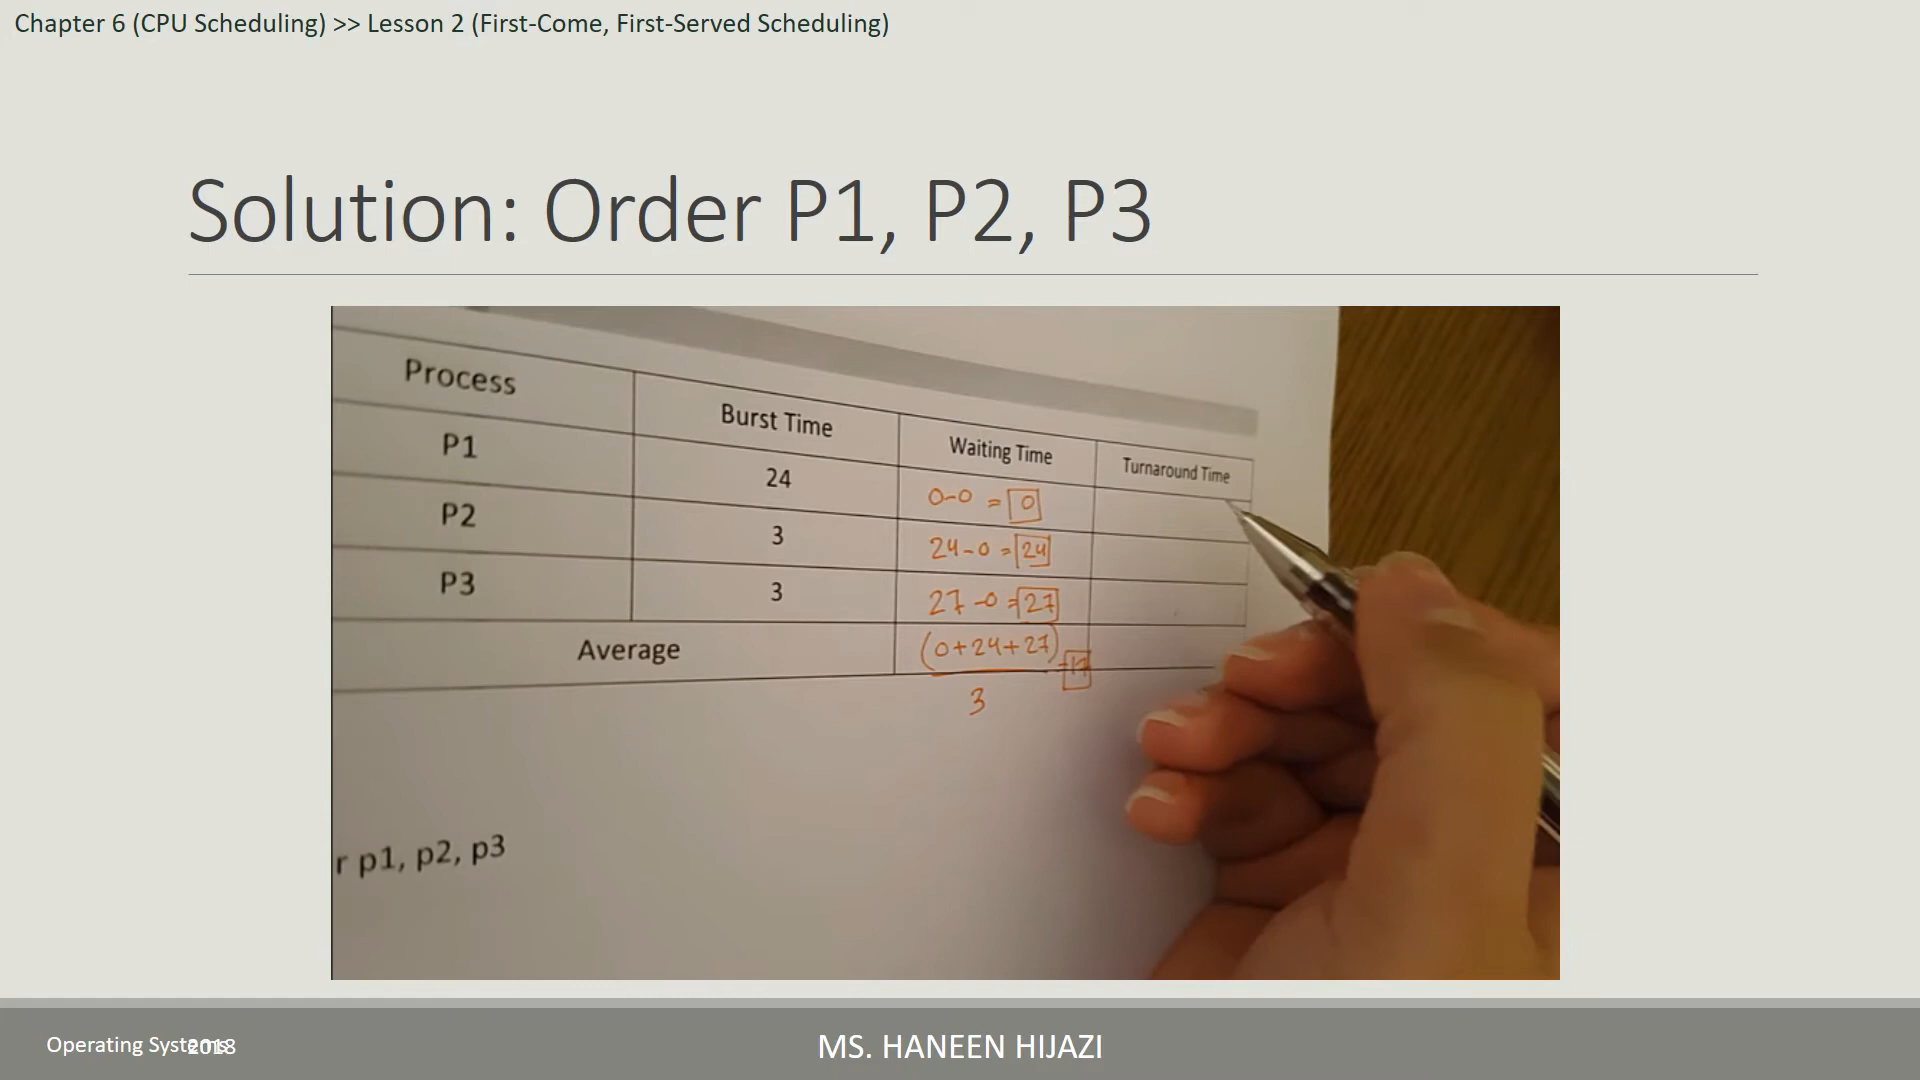 Chapter 6 (CPU Scheduling) >> Lesson 2 (First-Come, First-Served Scheduling)
Solution: Order P1, P2, P3
Process Burst Time Waiting Time Turnaround Time
P1 24 0-0 = 0
P2 3 24-0 = 24
P3 3 27-0 = 27
Average (0+24+27) = 17
3
r p1, p2, p3
Operating Systems 2018
MS. HANEEN HIJAZI